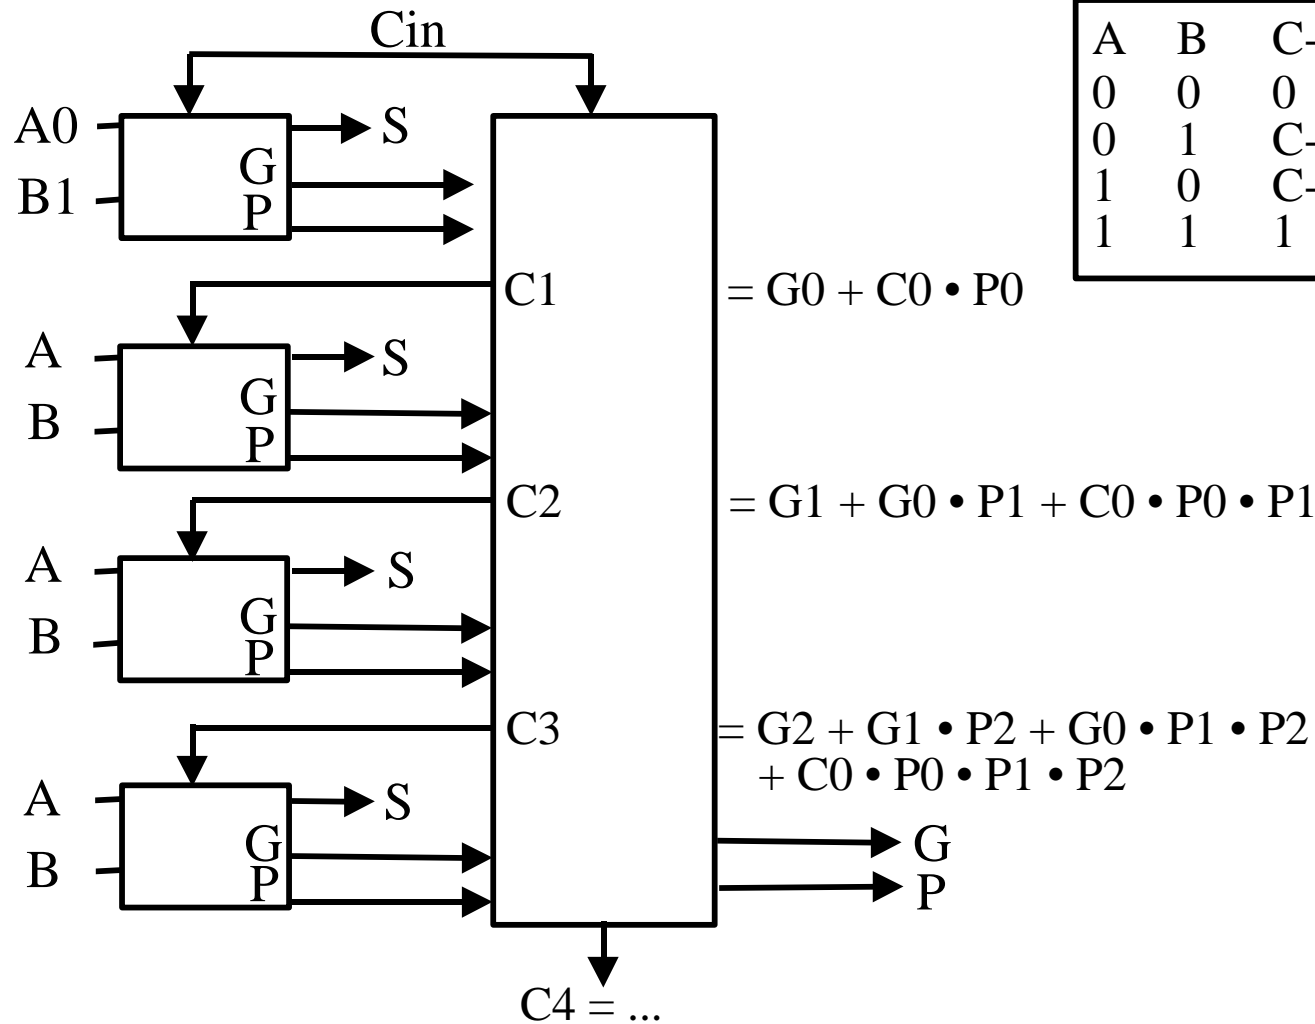 Cin
A B C-
0 0 0
0 1 C-
1 0 C-
1 1 1
A0
S
G
B1
P
C1 = G0 + C0 • P0
A
S
G
B
P
C2 = G1 + G0 • P1 + C0 • P0 • P1
A
S
G
B
P
C3 = G2 + G1 • P2 + G0 • P1 • P2
+ C0 • P0 • P1 • P2
A
S
G
B
P
G
P
C4 = ...